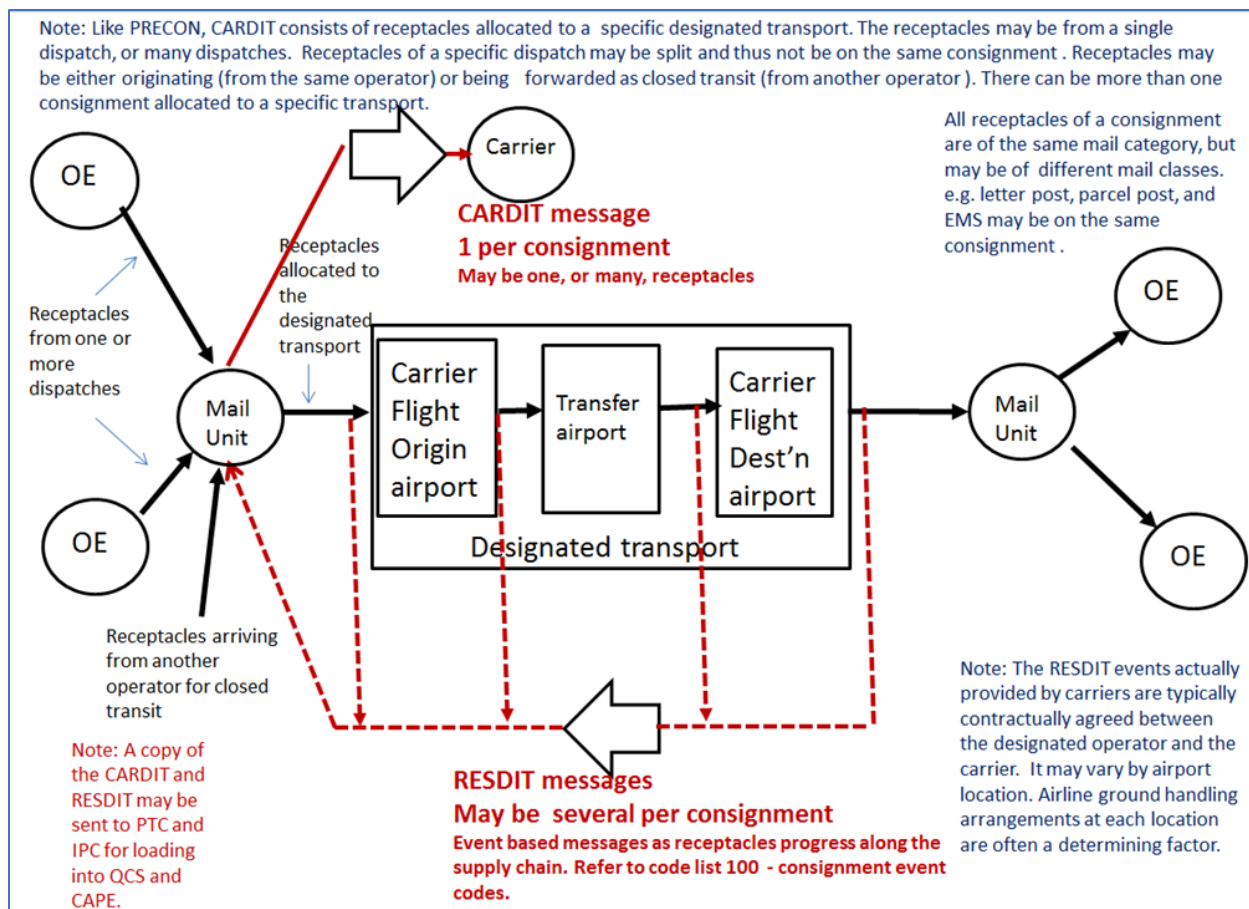 Note: Like PRECON, CARDIT consists of receptacles allocated to a specific designated transport. The receptacles may be from a single
dispatch, or many dispatches. Receptacles of a specific dispatch may be split and thus not be on the same consignment . Receptacles may
be either originating (from the same operator) or being forwarded as closed transit (from another operator ). There can be more than one
consignment allocated to a specific transport.
All receptacles of a consignment
are of the same mail category, but
may be of different mail classes.
e.g. letter post, parcel post, and
EMS may be on the same
consignment .
OE
Carrier
CARDIT message
1 per consignment
May be one, or many, receptacles
Receptacles
allocated to
the
designated
transport
Receptacles
from one or
more
dispatches
OE
Mail
Unit
Carrier
Flight
Origin
airport
Transfer
airport
Carrier
Flight
Dest'n
airport
Designated transport
Mail
Unit
OE
OE
Receptacles arriving
from another
operator for closed
transit
Note: A copy of
the CARDIT and
RESDIT may be
sent to PTC and
IPC for loading
into QCS and
CAPE.
RESDIT messages
May be several per consignment
Event based messages as receptacles progress along the
supply chain. Refer to code list 100 - consignment event
codes.
Note: The RESDIT events actually
provided by carriers are typically
contractually agreed between
the designated operator and the
carrier. It may vary by airport
location. Airline ground handling
arrangements at each location
are often a determining factor.